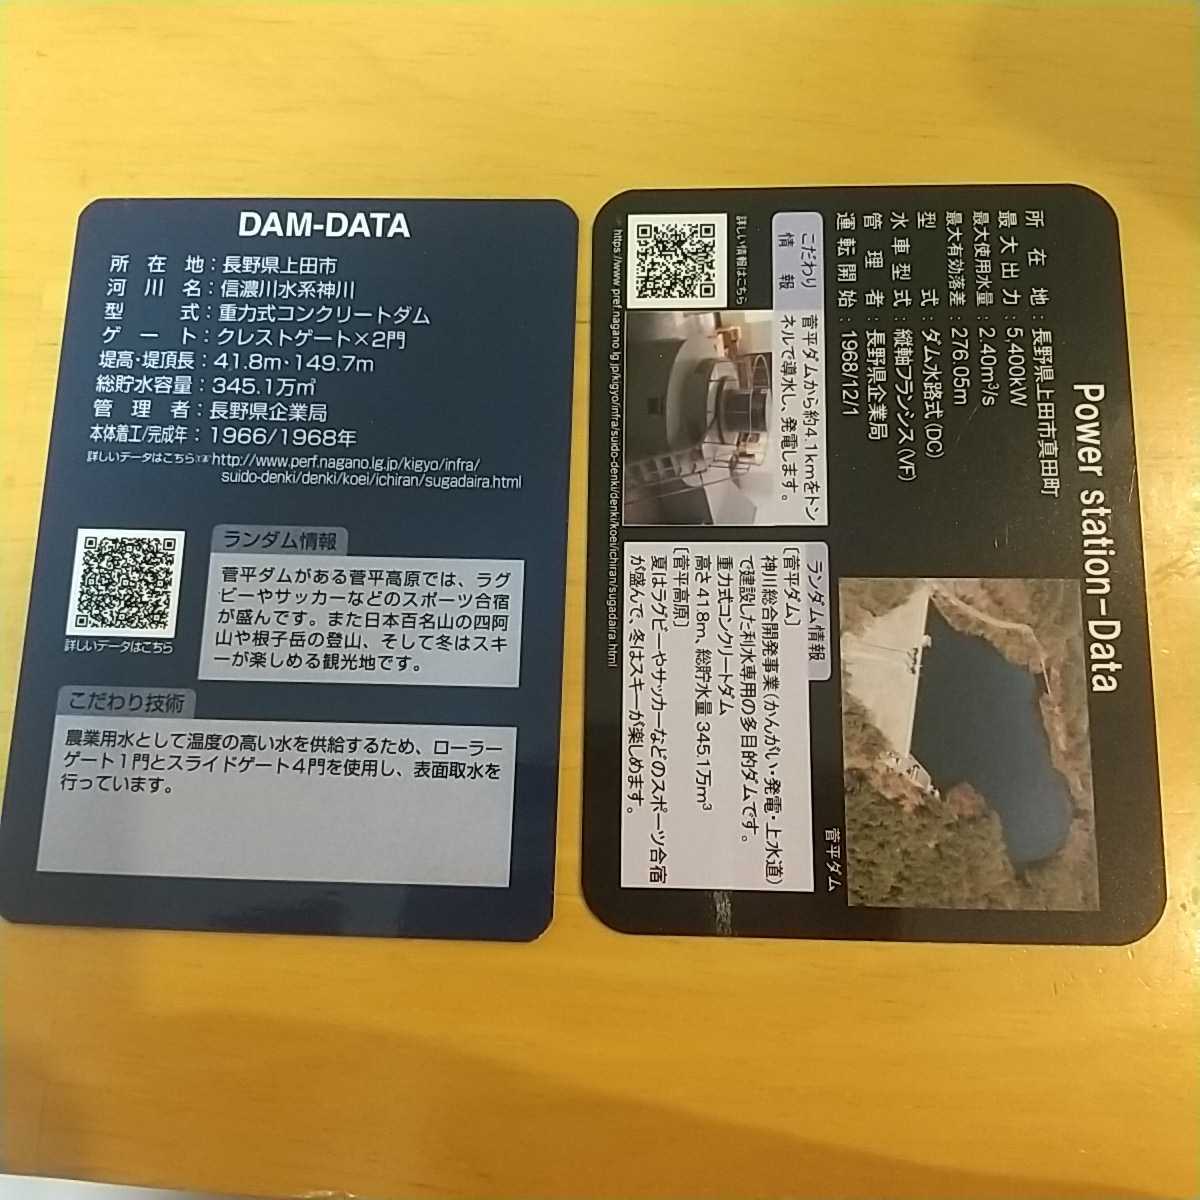 DAM-DATA
所在地：長野県上田市
河川名：信濃川水系神川
型式：重力式コンクリートダム
ゲート：クレストゲート×2門
堤高・堤頂長：41.8m・149.7m
総貯水容量：345.1万㎥
管理者：長野県企業局
本体着工/完成年：1966/1968年
詳しいデータはこちら☞http://www.perf.nagano.lg.jp/kigyo/infra/
suido-denki/denki/koei/ichiran/sugadaira.html
詳しいデータはこちら
ランダム情報
菅平ダムがある菅平高原では、ラグ
ビーやサッカーなどのスポーツ合宿
が盛んです。また日本百名山の四阿
山や根子岳の登山、そして冬はスキ
ーが楽しめる観光地です。
こだわり技術
農業用水として温度の高い水を供給するため、ローラー
ゲート1門とスライドゲート4門を使用し、表面取水を
行っています。
Power station-Data
所在地：長野県上田市真田町
最大出力：5,400kW
最大使用水量：2.40m³/s
最大有効落差：276.05m
型式：ダム水路式(DC)
水車型式：縦軸フランシス(VF)
管理者：長野県企業局
運転開始：1968/12/1
菅平ダム
こだわり
情報
菅平ダムから約4.1kmをトン
ネルで導水し、発電します。
詳しい情報はこちら
https://www.pref.nagano.lg.jp/kigyo/infra/suido-denki/denki/koei/ichiran/sugadaira.html
ランダム情報
[菅平ダム]
神川総合開発事業(かんがい・発電・上水道)
で建設した利水専用の多目的ダムです。
重力式コンクリートダム
高さ41.8m、総貯水量345.1万m³
[菅平高原]
夏はラグビーやサッカーなどのスポーツ合宿
が盛んで、冬はスキーが楽しめます。